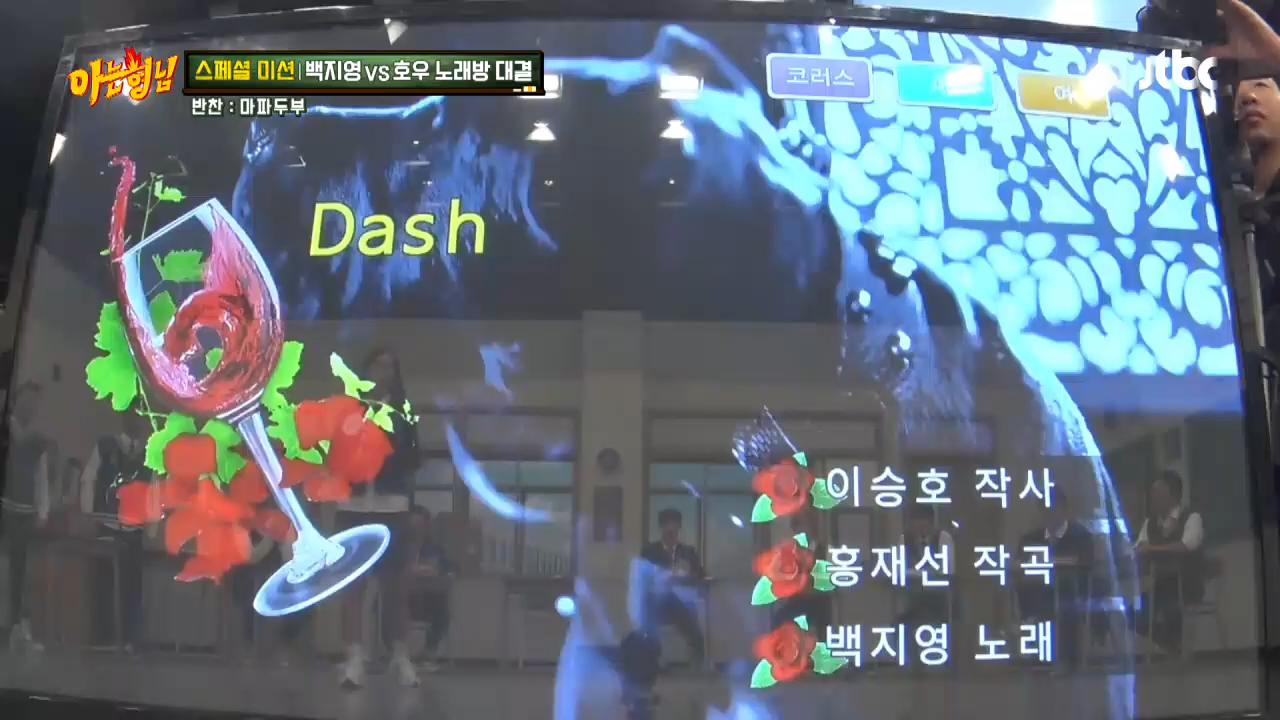 아는형님
스페셜 미션 | 백지영 vs 호우 노래방 대결
반찬 : 마파두부
jtbc
코러스
여
Dash
이승호 작사
홍재선 작곡
백지영 노래